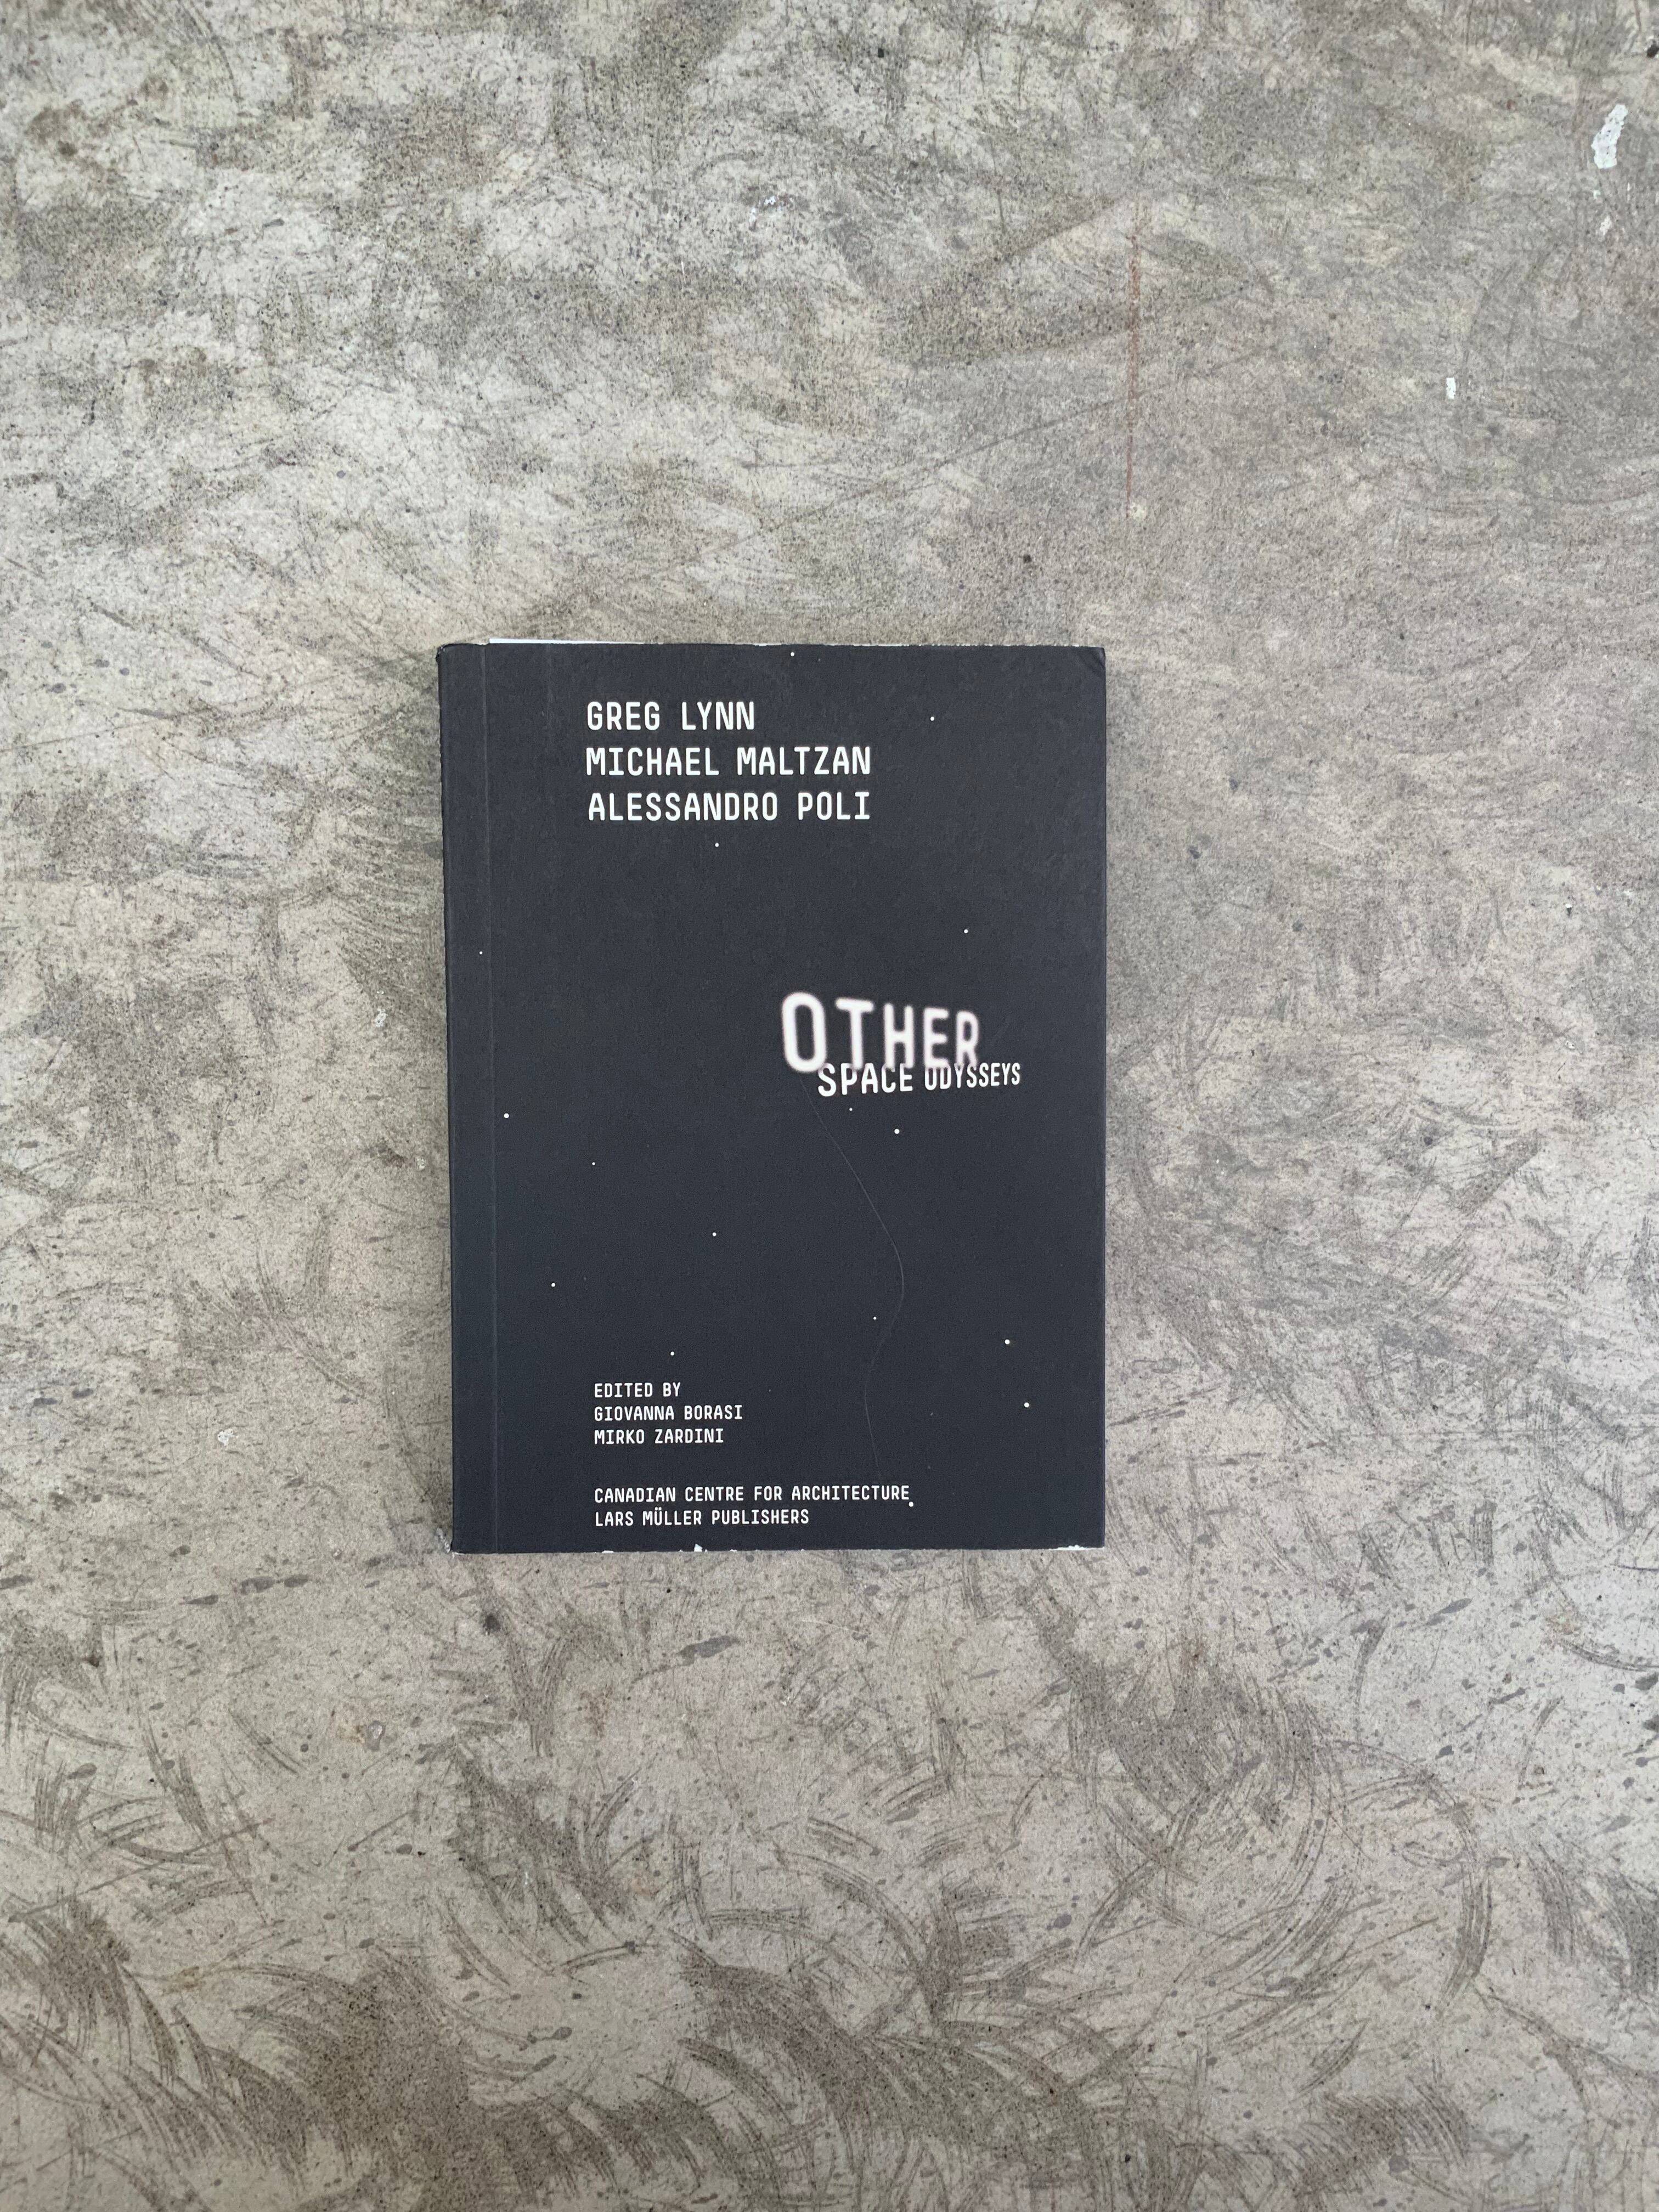 GREG LYNN
MICHAEL MALTZAN
ALESSANDRO POLI
OTHER
SPACE ODYSSEYS
EDITED BY
GIOVANNA BORASI
MIRKO ZARDINI
CANADIAN CENTRE FOR ARCHITECTURE
LARS MÜLLER PUBLISHERS